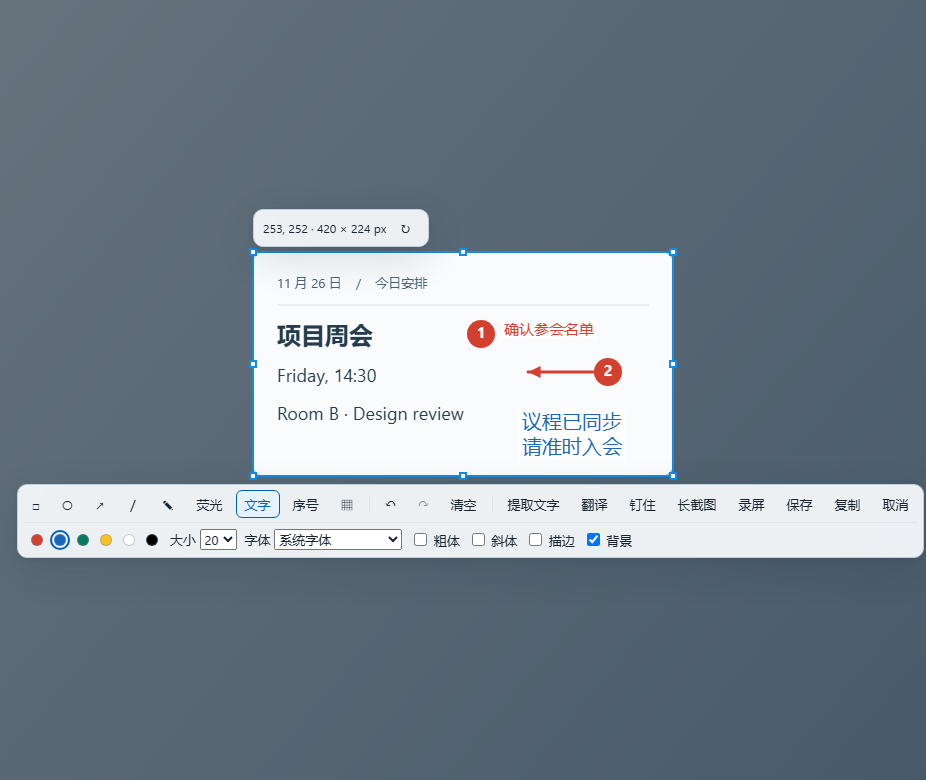 253, 252 · 420 × 224 px ↻
11 月 26 日 / 今日安排
项目周会
1 确认参会名单
Friday, 14:30
2
Room B · Design review
议程已同步
请准时入会
荧光 文字 序号 清空 提取文字 翻译 钉住 长截图 录屏 保存 复制 取消
大小 20 字体 系统字体 粗体 斜体 描边 背景